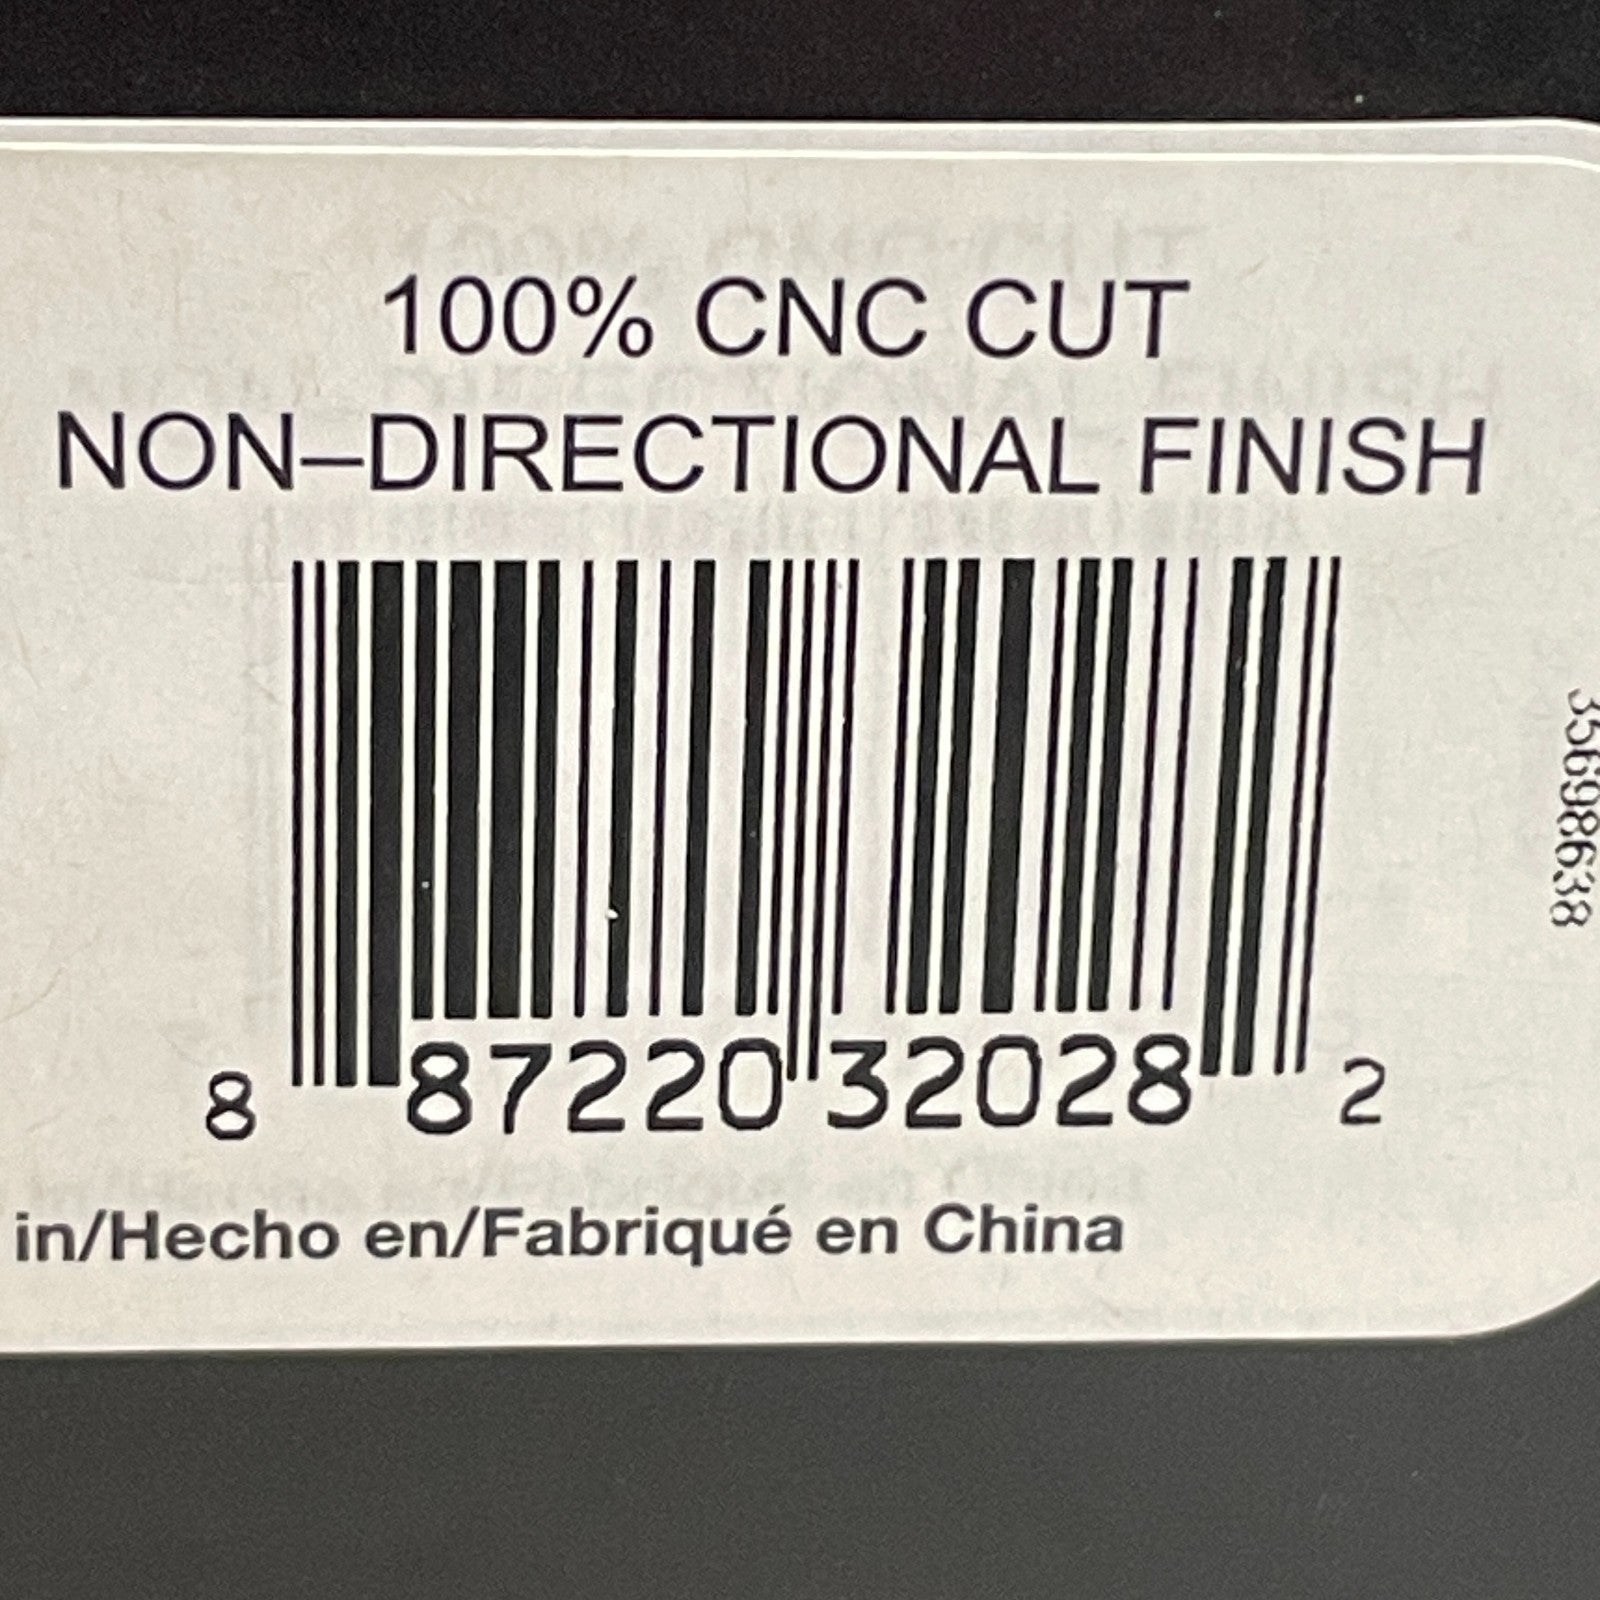 100% CNC CUT
NON–DIRECTIONAL FINISH
8 87220 32028 2
in/Hecho en/Fabriqué en China
35698638